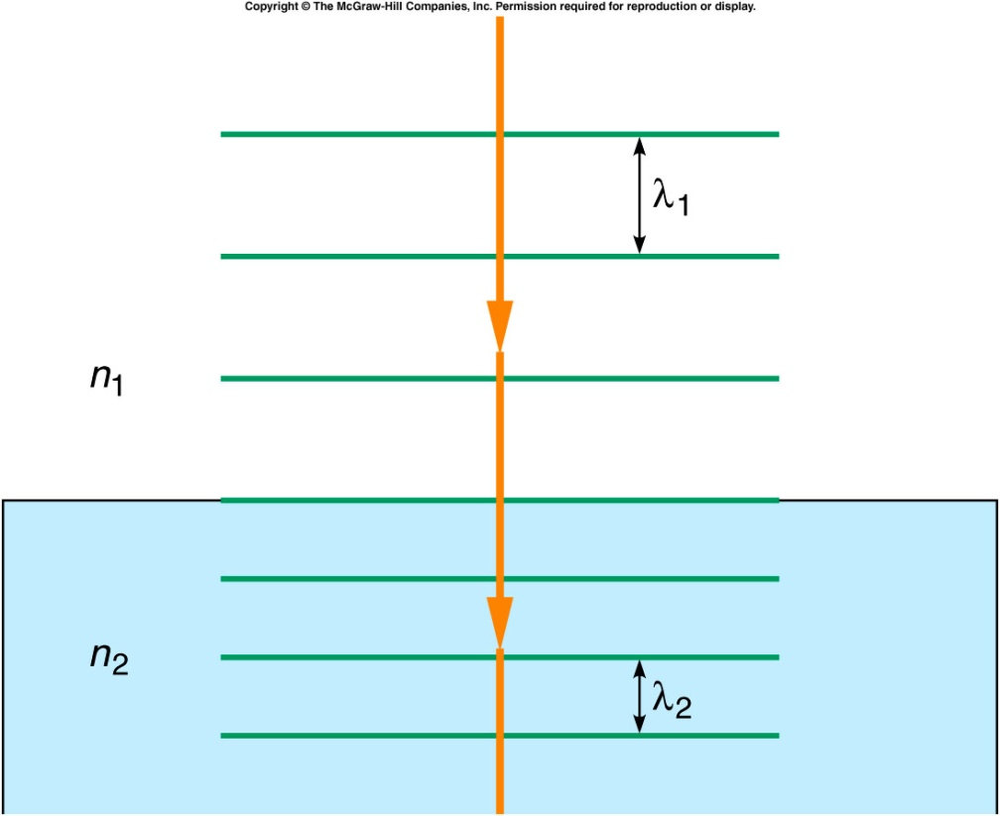 Copyright © The McGraw-Hill Companies, Inc. Permission required for reproduction or display.
λ₁
n₁
n₂
λ₂